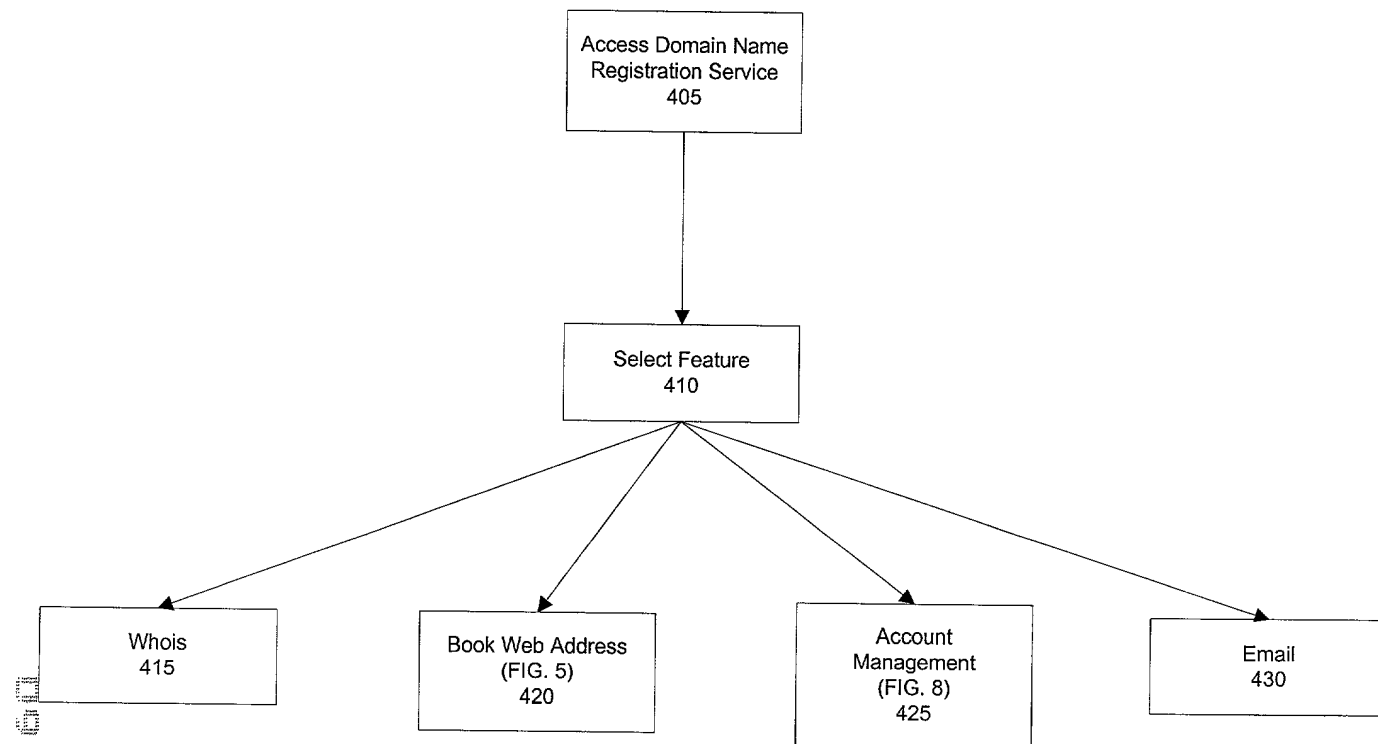 Access Domain Name
Registration Service
405
Select Feature
410
Whois
415
Book Web Address
(FIG. 5)
420
Account
Management
(FIG. 8)
425
Email
430